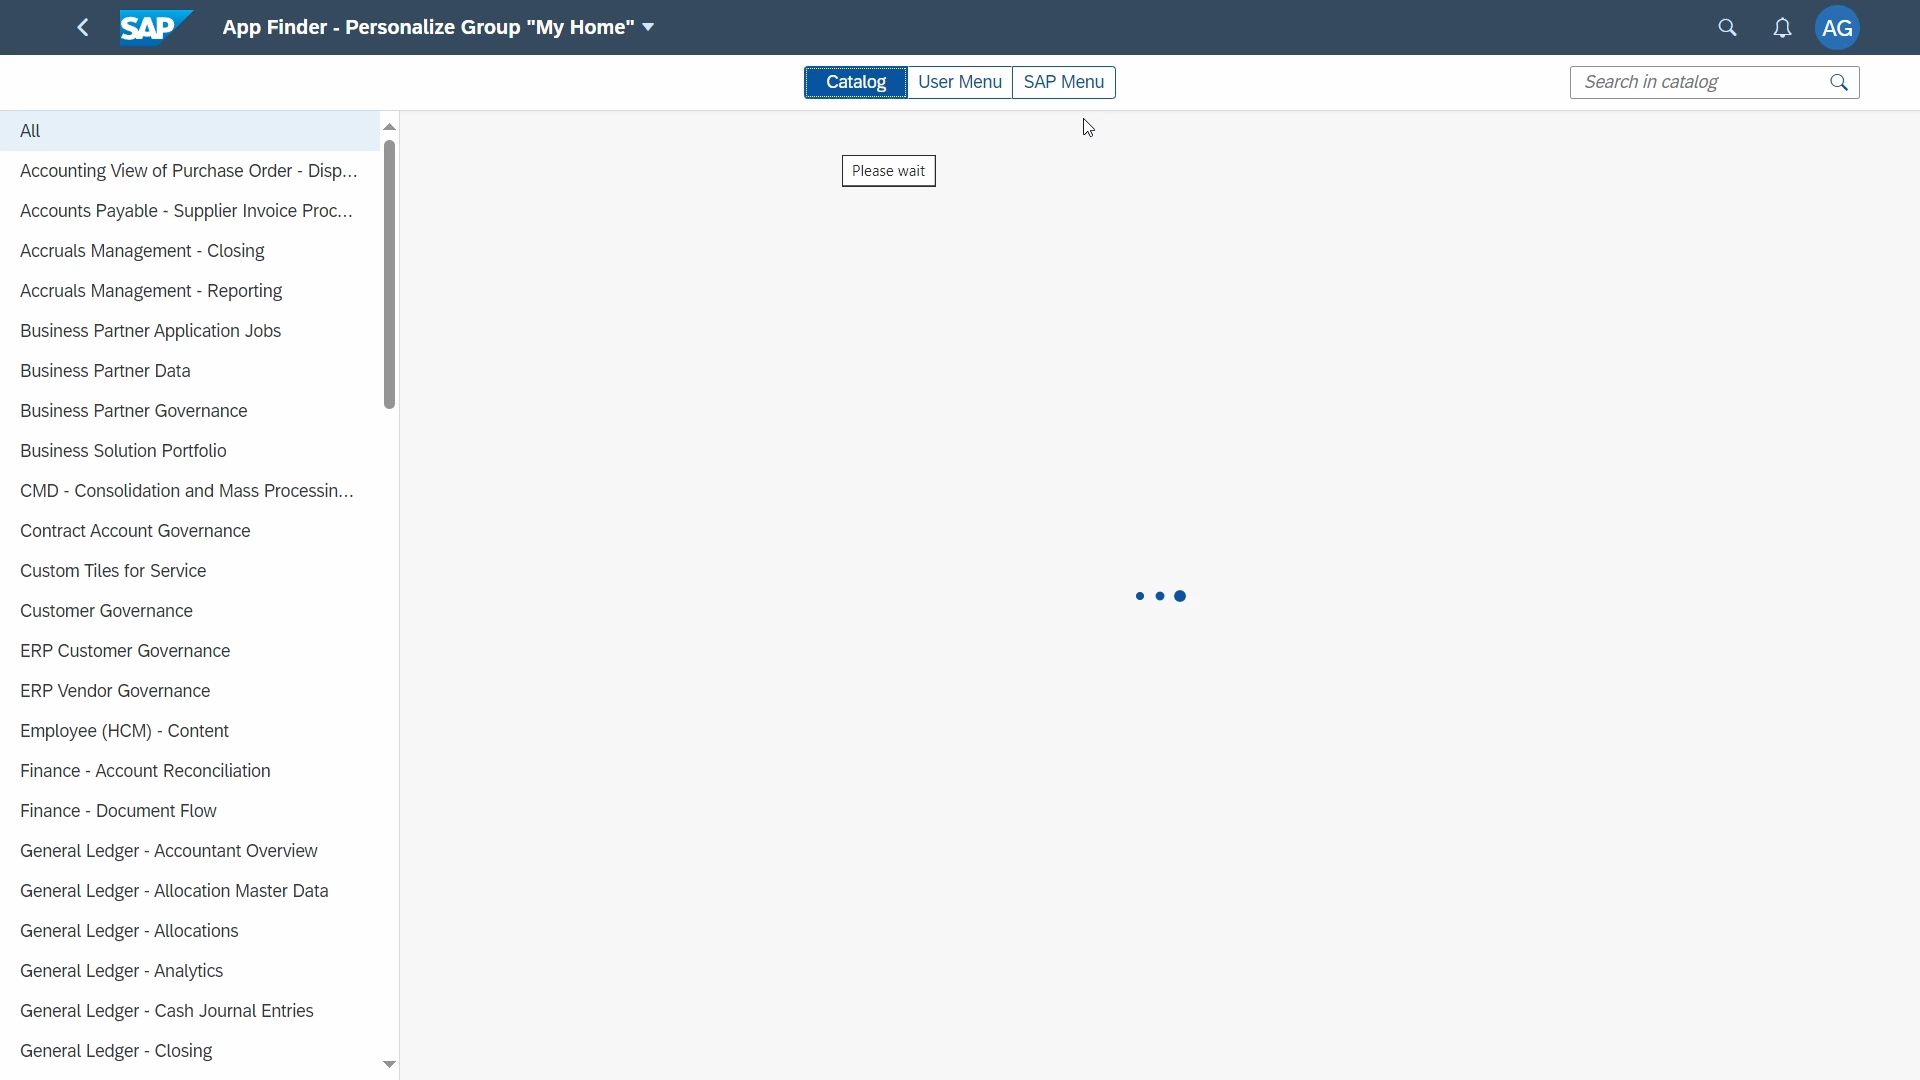 SAP
App Finder - Personalize Group "My Home"
AG
Catalog
User Menu
SAP Menu
Search in catalog
All
Please wait
Accounting View of Purchase Order - Disp...
Accounts Payable - Supplier Invoice Proc...
Accruals Management - Closing
Accruals Management - Reporting
Business Partner Application Jobs
Business Partner Data
Business Partner Governance
Business Solution Portfolio
CMD - Consolidation and Mass Processin...
Contract Account Governance
Custom Tiles for Service
Customer Governance
ERP Customer Governance
ERP Vendor Governance
Employee (HCM) - Content
Finance - Account Reconciliation
Finance - Document Flow
General Ledger - Accountant Overview
General Ledger - Allocation Master Data
General Ledger - Allocations
General Ledger - Analytics
General Ledger - Cash Journal Entries
General Ledger - Closing